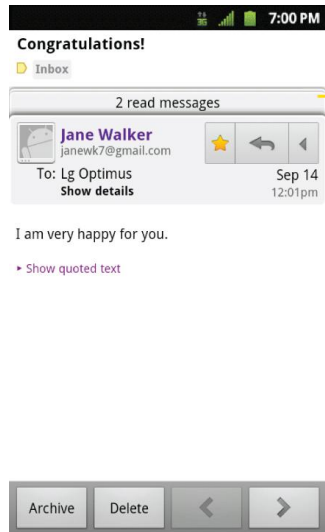 7:00 PM
Congratulations!
Inbox
2 read messages
Jane Walker
janewk7@gmail.com
To: Lg Optimus
Sep 14
Show details
12:01pm
I am very happy for you.
Show quoted text
Archive
Delete